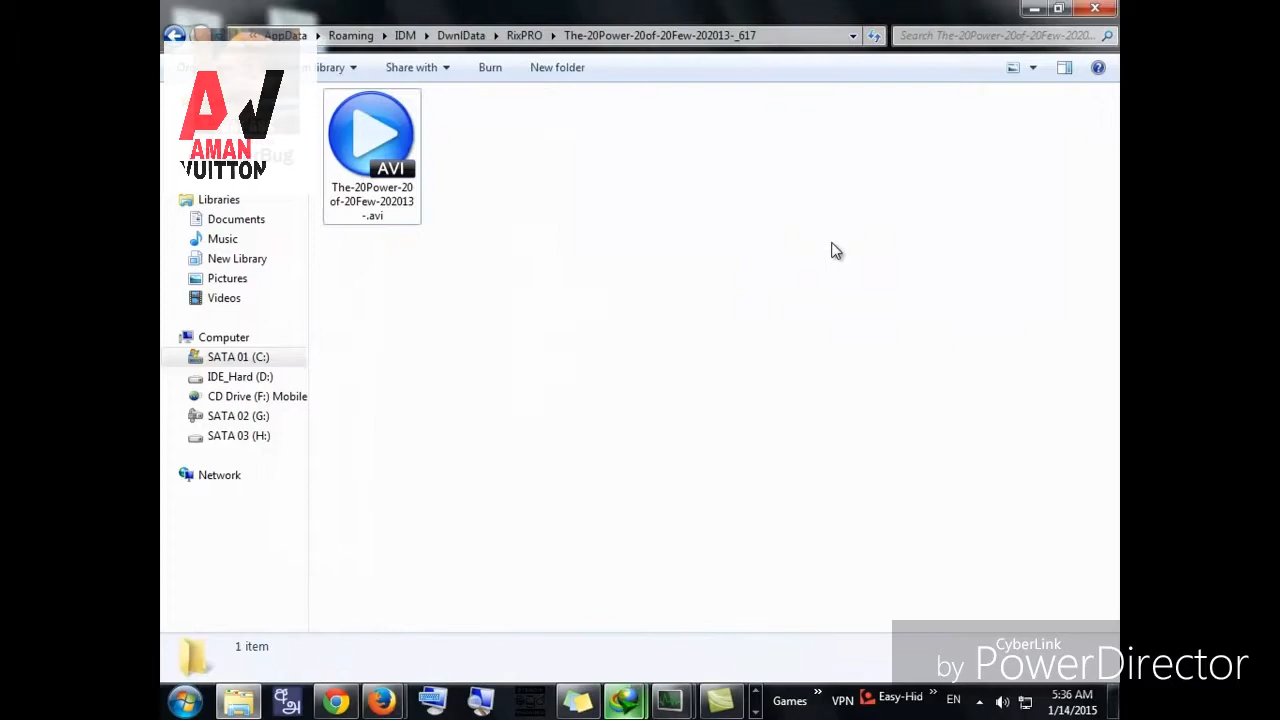 AppData Roaming IDM DwnlData RixPRO The-20Power-20of-20Few-202013-_617
Search The-20Power-20of-20Few-2020...
library Share with Burn New folder
AMAN
VUITTON
AVI
The-20Power-20
of-20Few-202013
-.avi
Libraries
Documents
Music
New Library
Pictures
Videos
Computer
SATA 01 (C:)
IDE_Hard (D:)
CD Drive (F:) Mobile
SATA 02 (G:)
SATA 03 (H:)
Network
1 item
CyberLink
by PowerDirector
Games » VPN Easy-Hid » EN
5:36 AM
1/14/2015